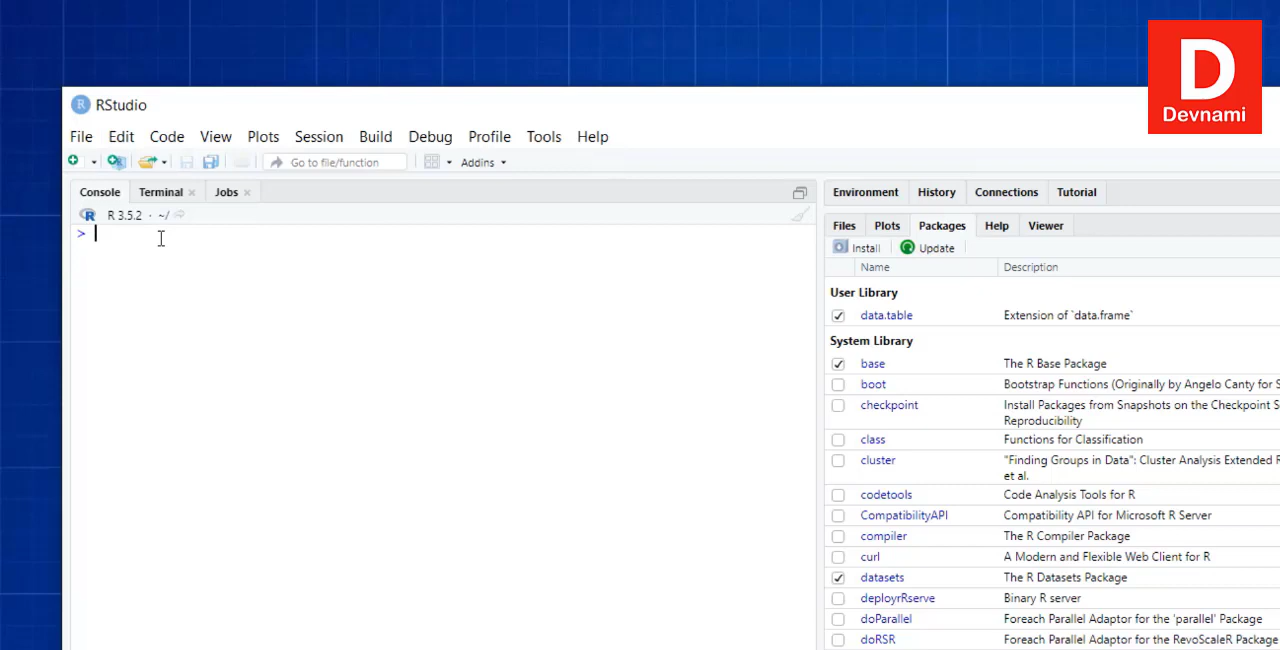 D
Devnami
R RStudio
File Edit Code View Plots Session Build Debug Profile Tools Help
Go to file/function Addins
Console Terminal × Jobs ×
R R 3.5.2 · ~/
>
Environment History Connections Tutorial
Files Plots Packages Help Viewer
Install Update
Name Description
User Library
data.table Extension of `data.frame`
System Library
base The R Base Package
boot Bootstrap Functions (Originally by Angelo Canty for S
checkpoint Install Packages from Snapshots on the Checkpoint S
Reproducibility
class Functions for Classification
cluster "Finding Groups in Data": Cluster Analysis Extended R
et al.
codetools Code Analysis Tools for R
CompatibilityAPI Compatibility API for Microsoft R Server
compiler The R Compiler Package
curl A Modern and Flexible Web Client for R
datasets The R Datasets Package
deployrRserve Binary R server
doParallel Foreach Parallel Adaptor for the 'parallel' Package
doRSR Foreach Parallel Adaptor for the RevoScaleR Package